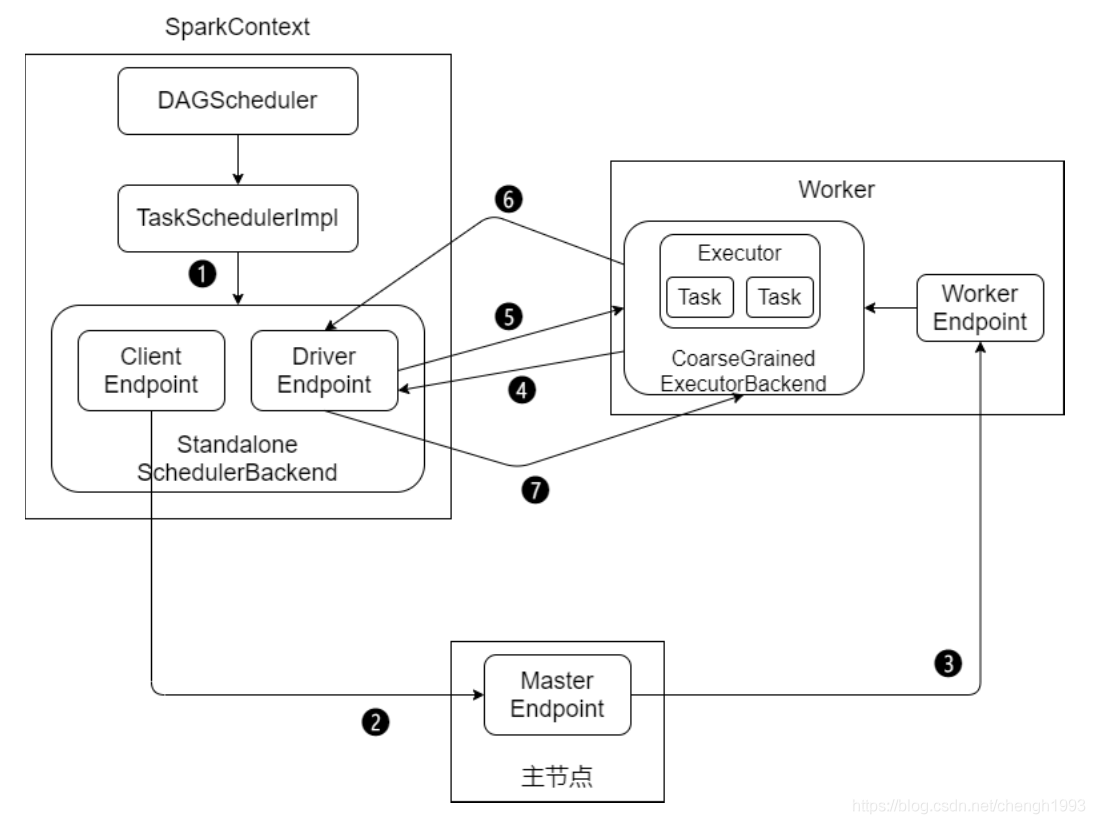 SparkContext
DAGScheduler
TaskSchedulerImpl
❶
Client
Endpoint
Driver
Endpoint
Standalone
SchedulerBackend
❻
❺
❹
❼
Worker
Executor
Task
Task
CoarseGrained
ExecutorBackend
Worker
Endpoint
❸
❷
Master
Endpoint
主节点
https://blog.csdn.net/chengh1993